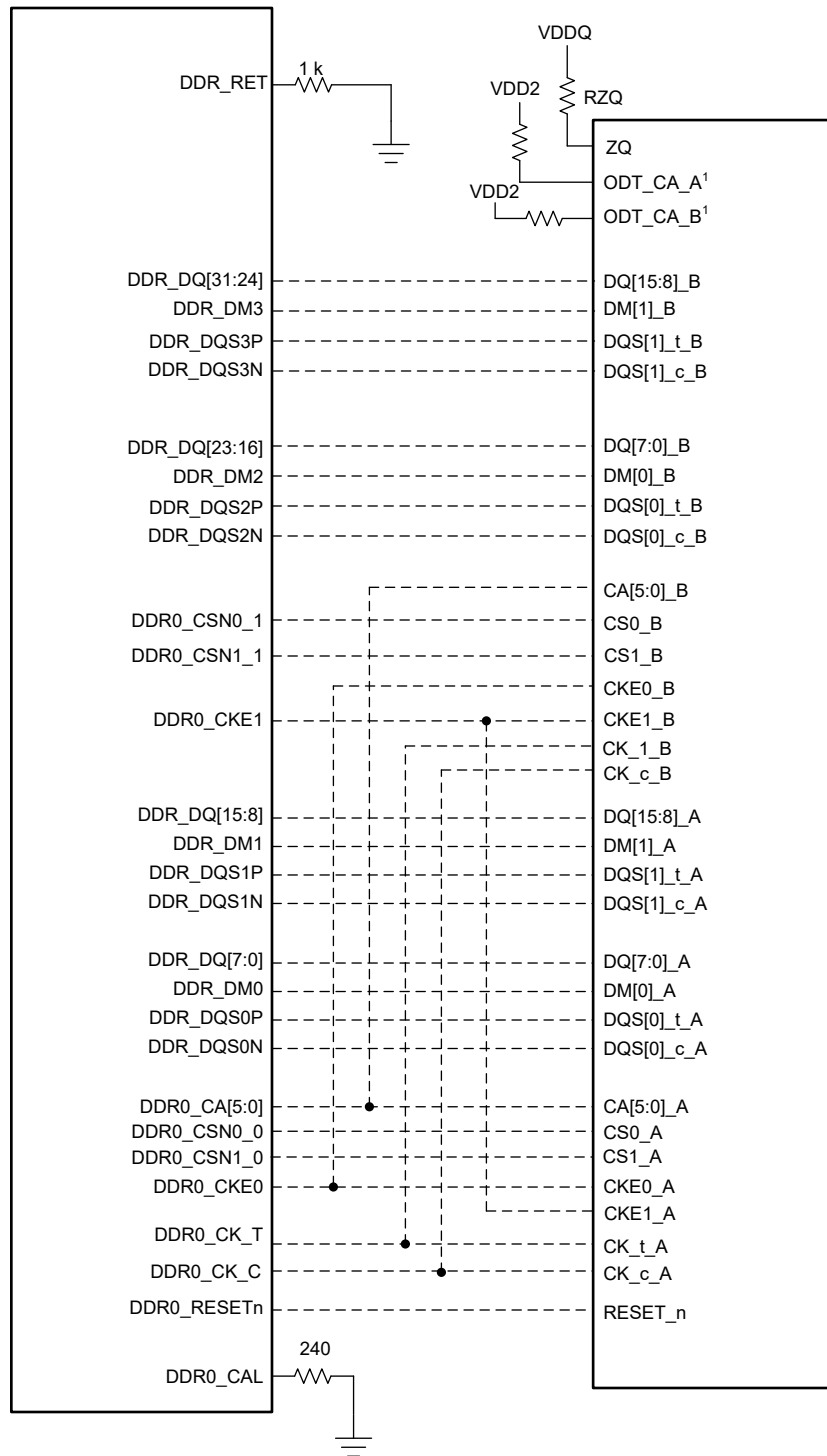 VDDQ
1 k
DDR_RET
VDD2
RZQ
ZQ
ODT_CA_A¹
VDD2
ODT_CA_B¹
DDR_DQ[31:24]
DQ[15:8]_B
DDR_DM3
DM[1]_B
DDR_DQS3P
DQS[1]_t_B
DDR_DQS3N
DQS[1]_c_B
DDR_DQ[23:16]
DQ[7:0]_B
DDR_DM2
DM[0]_B
DDR_DQS2P
DQS[0]_t_B
DDR_DQS2N
DQS[0]_c_B
CA[5:0]_B
DDR0_CSN0_1
CS0_B
DDR0_CSN1_1
CS1_B
CKE0_B
DDR0_CKE1
CKE1_B
CK_1_B
CK_c_B
DDR_DQ[15:8]
DQ[15:8]_A
DDR_DM1
DM[1]_A
DDR_DQS1P
DQS[1]_t_A
DDR_DQS1N
DQS[1]_c_A
DDR_DQ[7:0]
DQ[7:0]_A
DDR_DM0
DM[0]_A
DDR_DQS0P
DQS[0]_t_A
DDR_DQS0N
DQS[0]_c_A
DDR0_CA[5:0]
CA[5:0]_A
DDR0_CSN0_0
CS0_A
DDR0_CSN1_0
CS1_A
DDR0_CKE0
CKE0_A
CKE1_A
DDR0_CK_T
CK_t_A
DDR0_CK_C
CK_c_A
DDR0_RESETn
RESET_n
240
DDR0_CAL